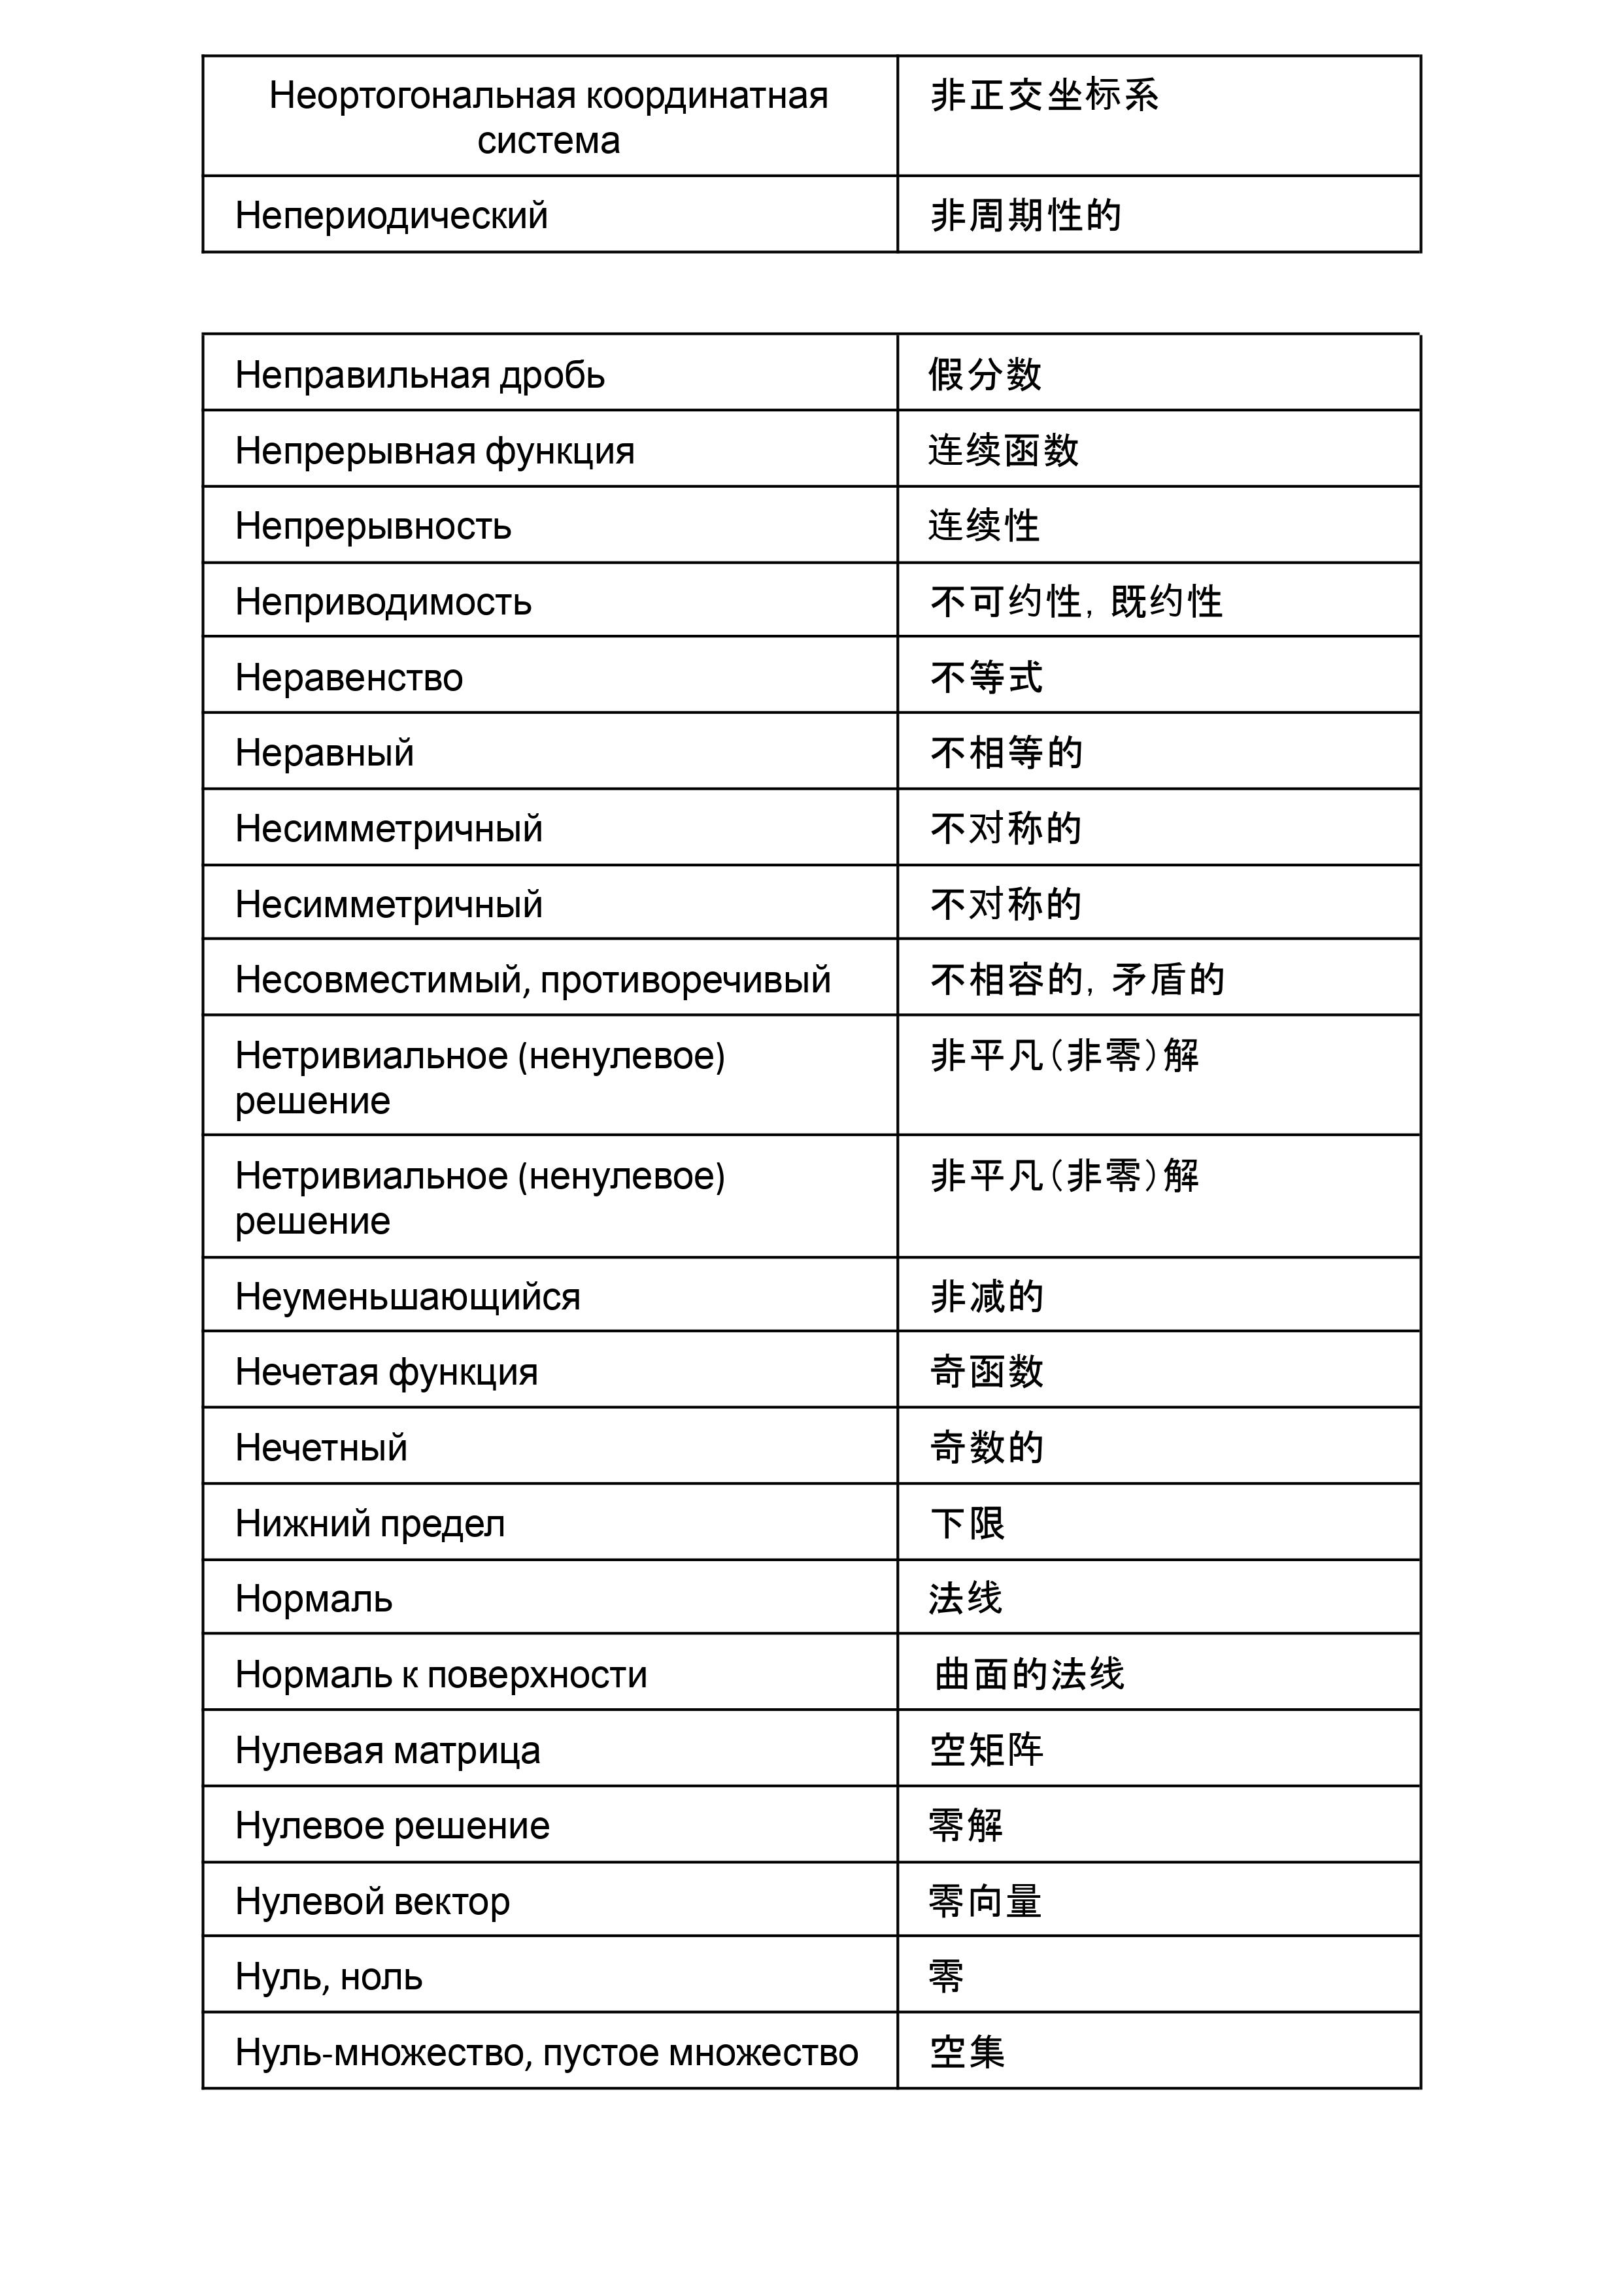 Неортогональная координатная 非正交坐标系
система
Непериодический 非周期性的
Неправильная дробь 假分数
Непрерывная функция 连续函数
Непрерывность 连续性
Неприводимость 不可约性, 既约性
Неравенство 不等式
Неравный 不相等的
Несимметричный 不对称的
Несимметричный 不对称的
Несовместимый, противоречивый 不相容的, 矛盾的
Нетривиальное (ненулевое) 非平凡(非零)解
решение
Нетривиальное (ненулевое) 非平凡(非零)解
решение
Неуменьшающийся 非减的
Нечетая функция 奇函数
Нечетный 奇数的
Нижний предел 下限
Нормаль 法线
Нормаль к поверхности 曲面的法线
Нулевая матрица 空矩阵
Нулевое решение 零解
Нулевой вектор 零向量
Нуль, ноль 零
Нуль-множество, пустое множество 空集